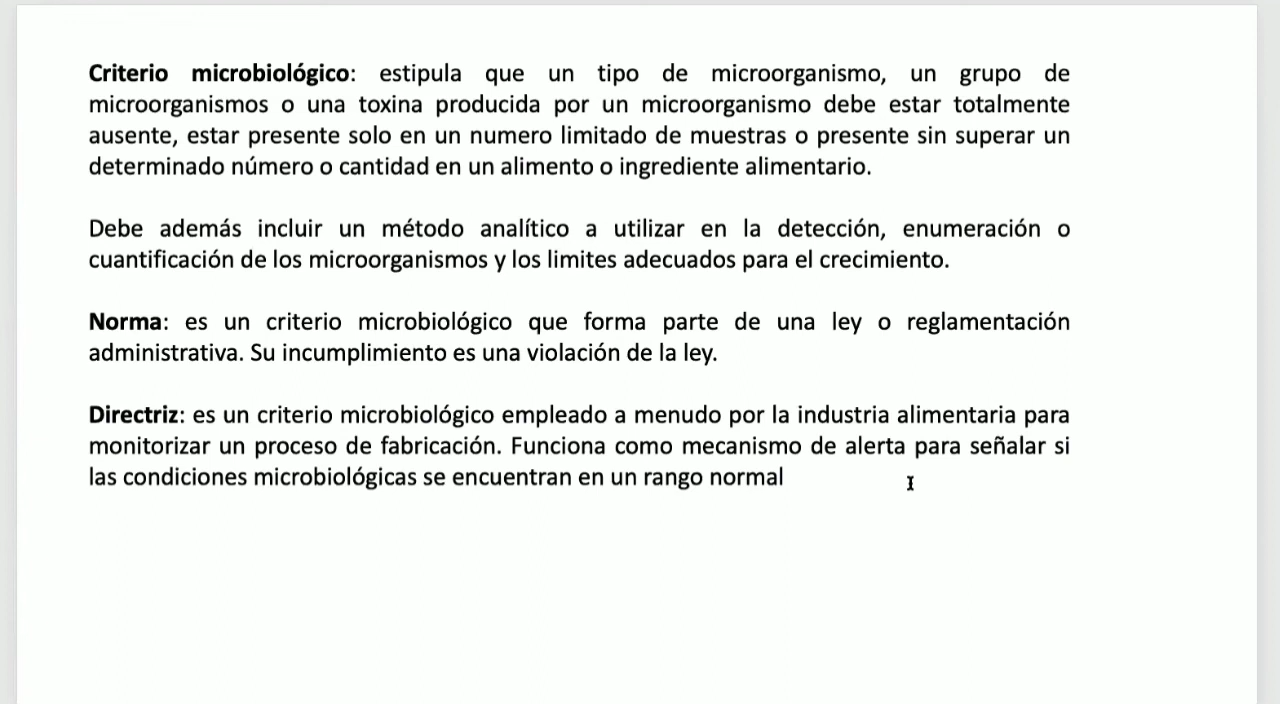 Criterio microbiológico: estipula que un tipo de microorganismo, un grupo de
microorganismos o una toxina producida por un microorganismo debe estar totalmente
ausente, estar presente solo en un numero limitado de muestras o presente sin superar un
determinado número o cantidad en un alimento o ingrediente alimentario.
Debe además incluir un método analítico a utilizar en la detección, enumeración o
cuantificación de los microorganismos y los limites adecuados para el crecimiento.
Norma: es un criterio microbiológico que forma parte de una ley o reglamentación
administrativa. Su incumplimiento es una violación de la ley.
Directriz: es un criterio microbiológico empleado a menudo por la industria alimentaria para
monitorizar un proceso de fabricación. Funciona como mecanismo de alerta para señalar si
las condiciones microbiológicas se encuentran en un rango normal